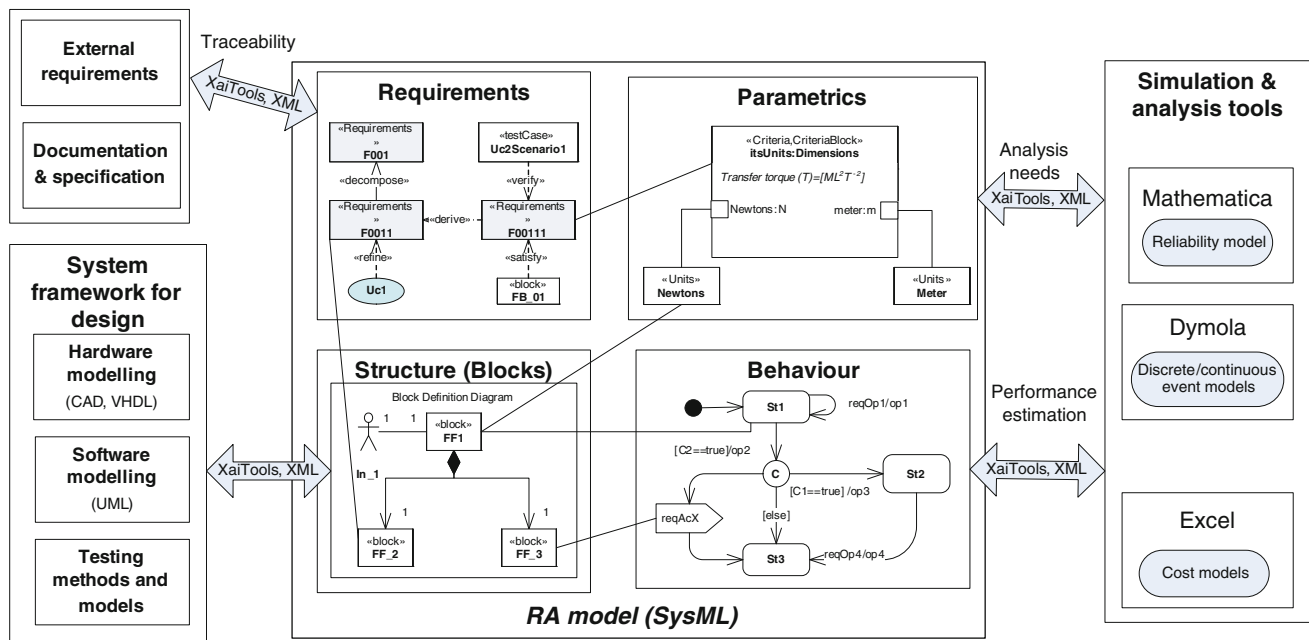 External
requirements
Documentation
& specification
Traceability
XaiTools, XML
System
framework for
design
Hardware
modelling
(CAD, VHDL)
Software
modelling
(UML)
Testing
methods and
models
XaiTools, XML
Requirements
«Requirements
»
F001
«testCase»
Uc2Scenario1
«decompose»
«verify»
«Requirements
»
F0011
«derive»
«Requirements
»
F00111
«refine»
«satisfy»
Uc1
«block»
FB_01
Parametrics
«Criteria,CriteriaBlock»
itsUnits:Dimensions
Transfer torque (T)=[ML²T⁻²]
Newtons:N
meter:m
«Units»
Newtons
«Units»
Meter
Structure (Blocks)
Block Definition Diagram
1
1
«block»
FF1
In_1
1
1
«block»
FF_2
«block»
FF_3
Behaviour
St1
reqOp1/op1
[C2==true]/op2
C
St2
[C1==true] /op3
reqAcX
[else]
St3
reqOp4/op4
RA model (SysML)
Analysis
needs
XaiTools, XML
Performance
estimation
XaiTools, XML
Simulation &
analysis tools
Mathematica
Reliability model
Dymola
Discrete/continuous
event models
Excel
Cost models